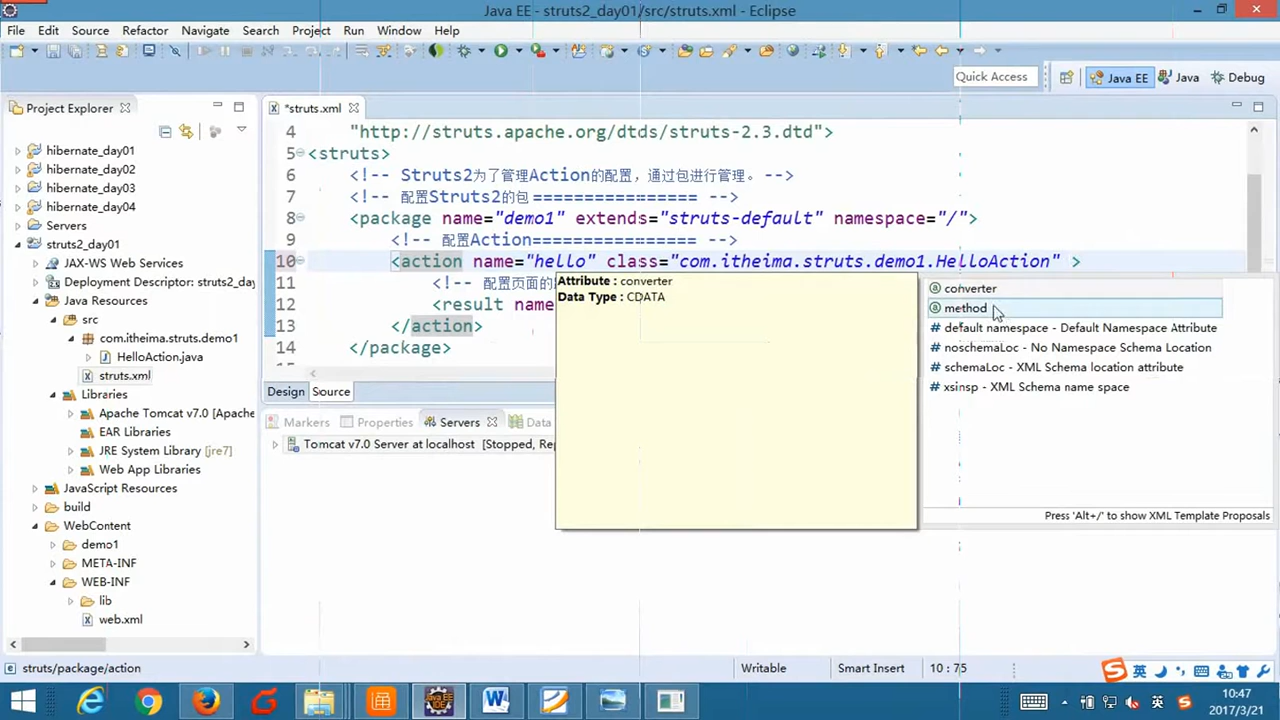 Java EE - struts2_day01/src/struts.xml - Eclipse
File Edit Source Refactor Navigate Search Project Run Window Help
Quick Access
Java EE
Java
Debug
Project Explorer
hibernate_day01
hibernate_day02
hibernate_day03
hibernate_day04
Servers
struts2_day01
JAX-WS Web Services
Deployment Descriptor: struts2_da
Java Resources
src
com.itheima.struts.demo1
HelloAction.java
struts.xml
Libraries
Apache Tomcat v7.0 [Apache
EAR Libraries
JRE System Library [jre7]
Web App Libraries
JavaScript Resources
build
WebContent
demo1
META-INF
WEB-INF
lib
web.xml
*struts.xml
4 "http://struts.apache.org/dtds/struts-2.3.dtd">
5 <struts>
6 <!-- Struts2为了管理Action的配置，通过包进行管理。 -->
7 <!-- 配置Struts2的包 ================ -->
8 <package name="demo1" extends="struts-default" namespace="/">
9 <!-- 配置Action================ -->
10 <action name="hello" class="com.itheima.struts.demo1.HelloAction" >
11 <!-- 配置页面的
12 <result name
13 </action>
14 </package>
Attribute : converter
Data Type : CDATA
converter
method
default namespace - Default Namespace Attribute
noschemaLoc - No Namespace Schema Location
schemaLoc - XML Schema location attribute
xsinsp - XML Schema name space
Press 'Alt+/' to show XML Template Proposals
Design Source
Markers Properties Servers Data
Tomcat v7.0 Server at localhost [Stopped, Rep
struts/package/action
Writable
Smart Insert
10 : 75
英
英
10:47
2017/3/21